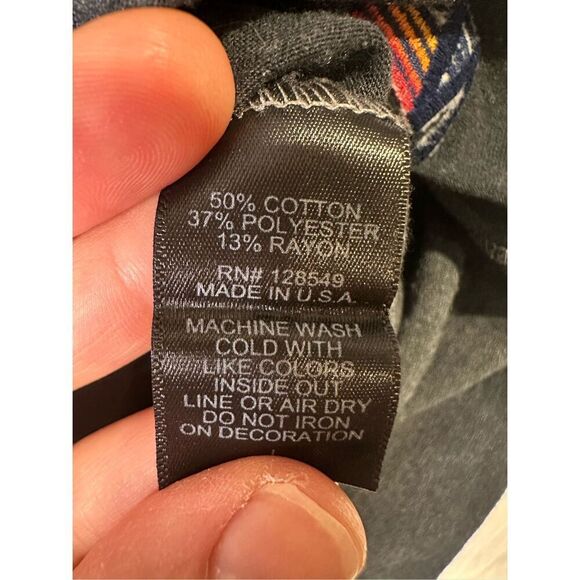 50% COTTON
37% POLYESTER
13% RAYON
RN# 128549
MADE IN U.S.A.
MACHINE WASH
COLD WITH
LIKE COLORS
INSIDE OUT
LINE OR AIR DRY
DO NOT IRON
ON DECORATION